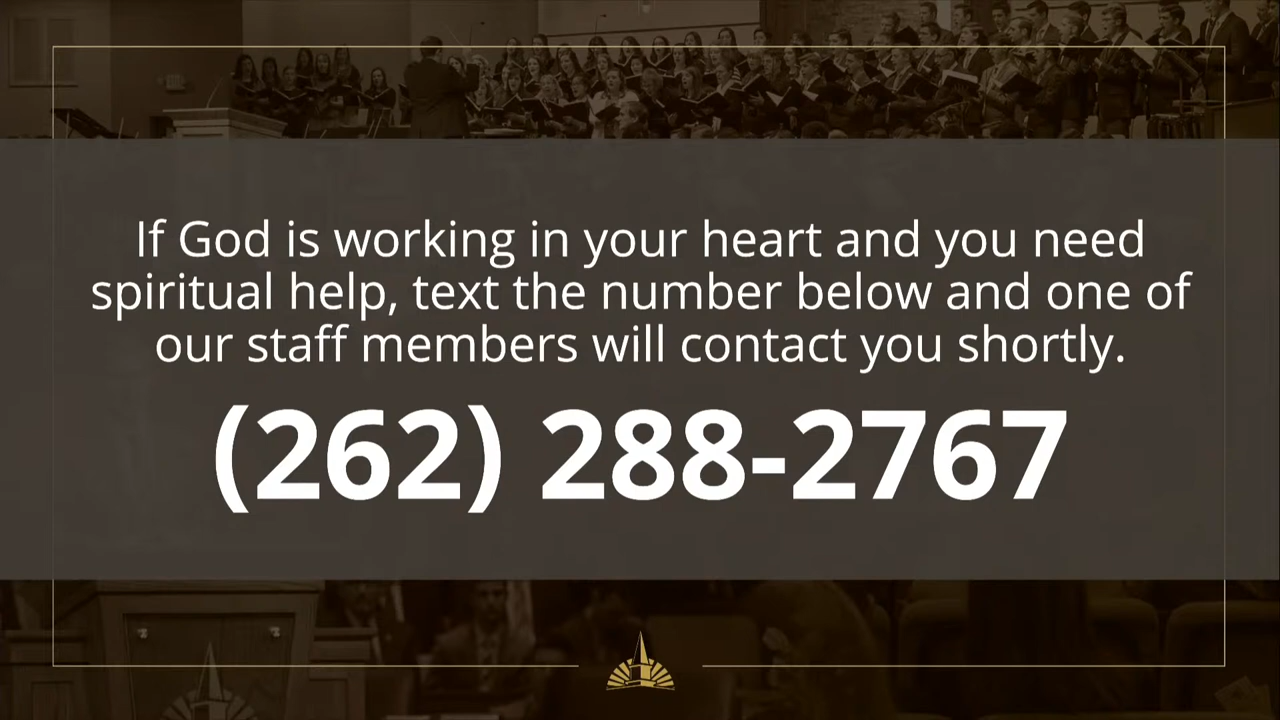 If God is working in your heart and you need
spiritual help, text the number below and one of
our staff members will contact you shortly.
(262) 288-2767